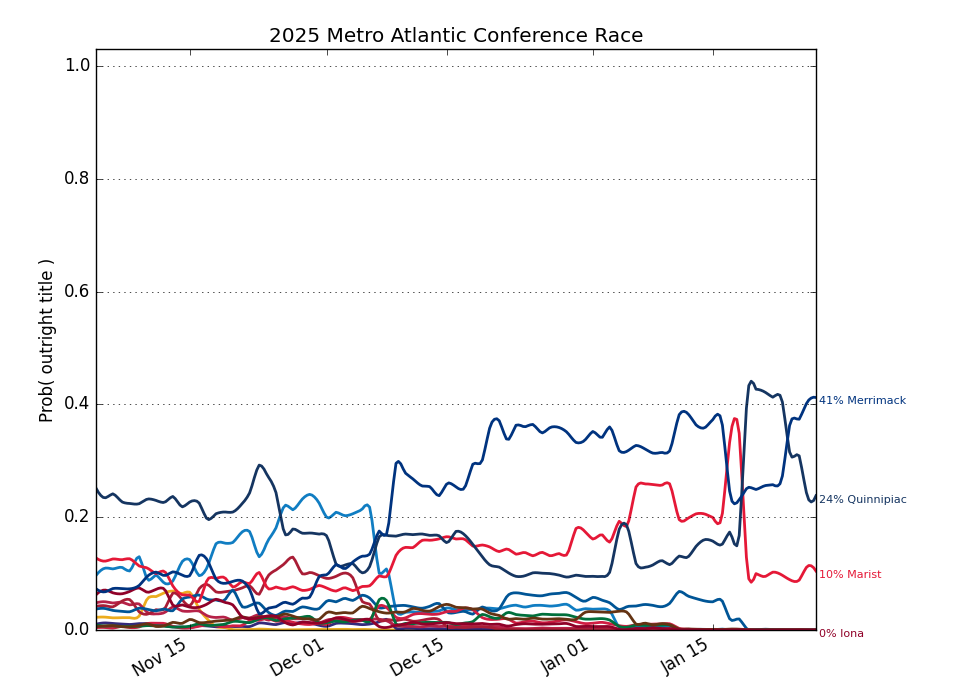 2025 Metro Atlantic Conference Race
Prob( outright title )
1.0
0.8
0.6
0.4
0.2
0.0
41% Merrimack
24% Quinnipiac
10% Marist
0% Iona
Nov 15
Dec 01
Dec 15
Jan 01
Jan 15